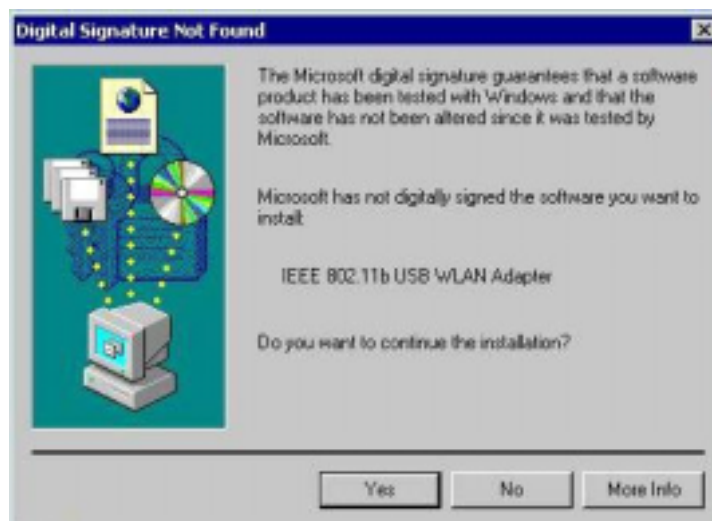 Digital Signature Not Found
The Microsoft digital signature guarantees that a software
product has been tested with Windows and that the
software has not been altered since it was tested by
Microsoft.
Microsoft has not digitally signed the software you want to
install:
IEEE 802.11b USB WLAN Adapter
Do you want to continue the installation?
Yes
No
More Info